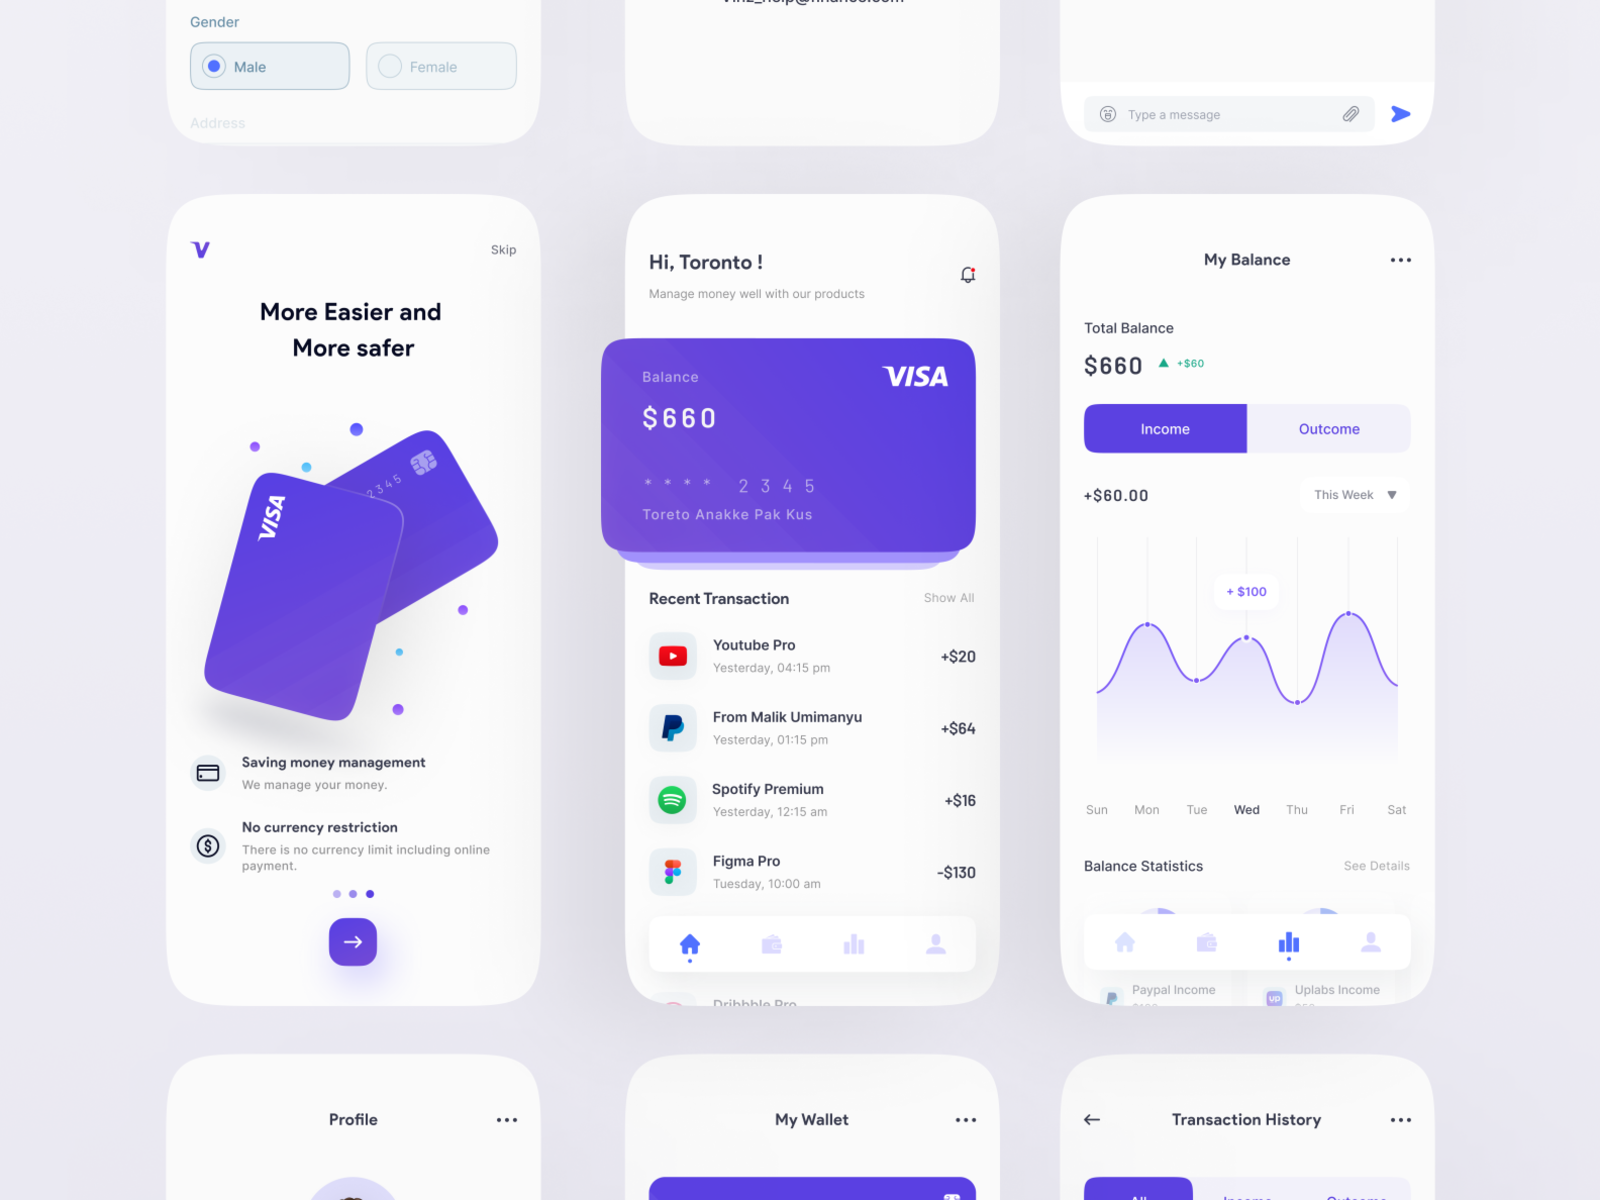 Gender
Male
Female
Address
Type a message
V
Skip
More Easier and
More safer
2345
VISA
Saving money management
We manage your money.
No currency restriction
There is no currency limit including online
payment.
Hi, Toronto !
Manage money well with our products
Balance
VISA
$660
* * * * 2 3 4 5
Toreto Anakke Pak Kus
Recent Transaction
Show All
Youtube Pro
Yesterday, 04:15 pm
+$20
From Malik Umimanyu
Yesterday, 01:15 pm
+$64
Spotify Premium
Yesterday, 12:15 am
+$16
Figma Pro
Tuesday, 10:00 am
-$130
Dribbble Pro
My Balance
Total Balance
$660
+$60
Income
Outcome
+$60.00
This Week
+ $100
Sun Mon Tue Wed Thu Fri Sat
Balance Statistics
See Details
Paypal Income
UP
Uplabs Income
Profile
My Wallet
Transaction History
All
Income
Outcome